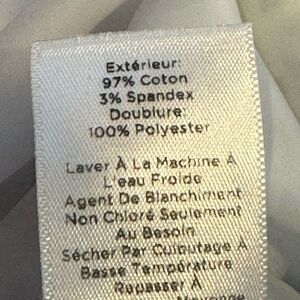 Extérieur:
97% Coton
3% Spandex
Doublure:
100% Polyester
Laver À La Machine À
L'eau Froide
Agent De Blanchiment
Non Chloré Seulement
Au Besoin
Sécher Par Culbutage À
Basse Température
Repasser À